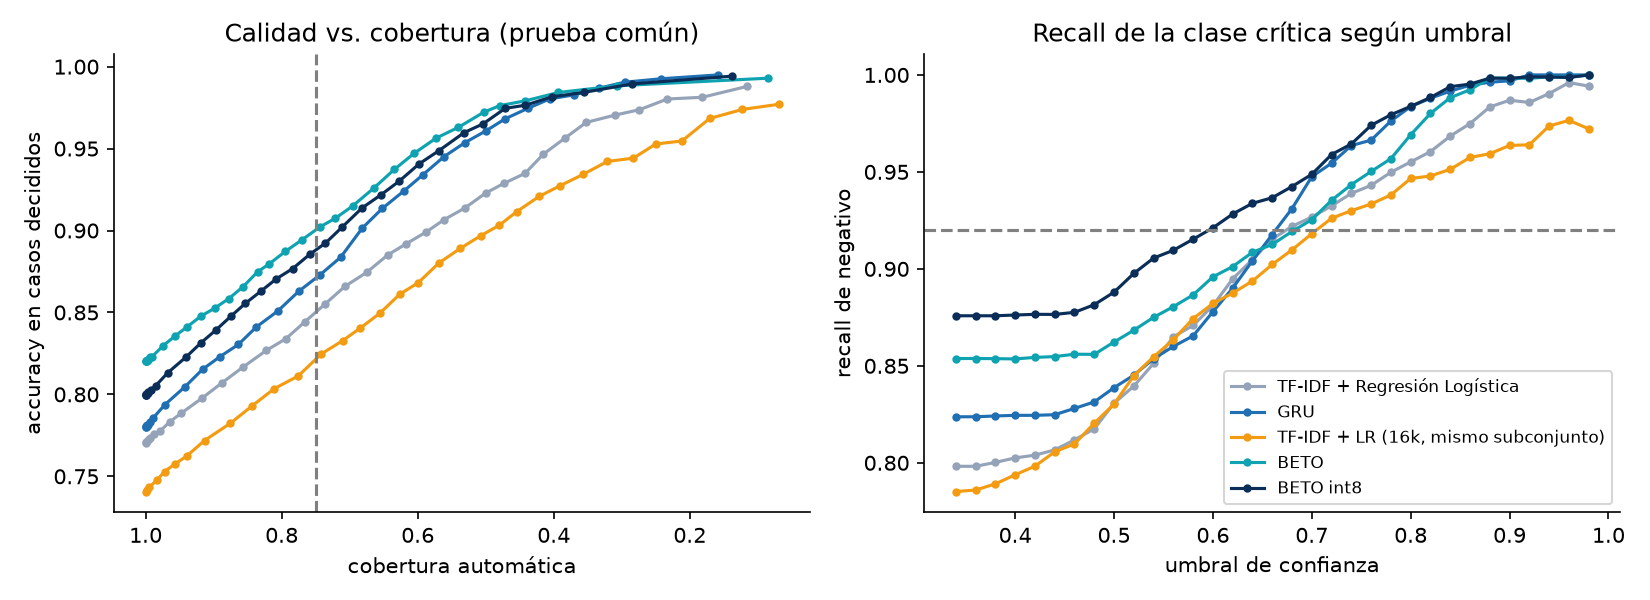 Calidad vs. cobertura (prueba común)
accuracy en casos decididos
1.00
0.95
0.90
0.85
0.80
0.75
1.0
0.8
0.6
0.4
0.2
cobertura automática
Recall de la clase crítica según umbral
recall de negativo
1.00
0.95
0.90
0.85
0.80
0.4
0.5
0.6
0.7
0.8
0.9
1.0
umbral de confianza
TF-IDF + Regresión Logística
GRU
TF-IDF + LR (16k, mismo subconjunto)
BETO
BETO int8